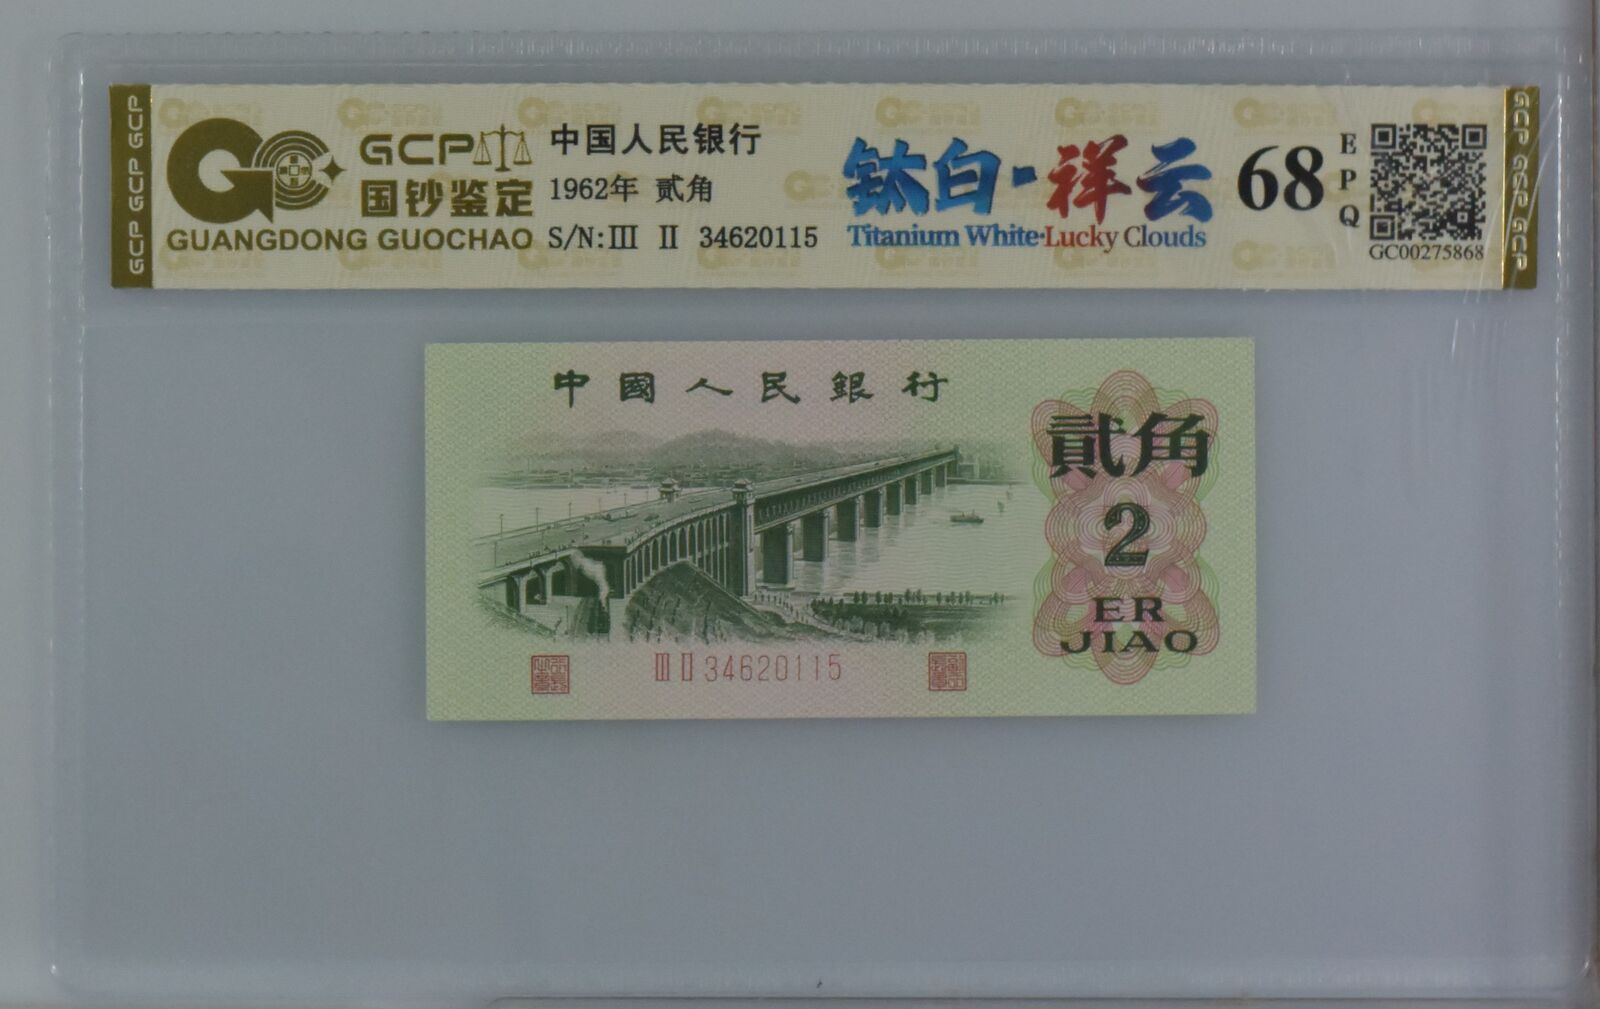 GCP GCP GCP
GCP
国钞鉴定
GUANGDONG GUOCHAO
中国人民银行
1962年 贰角
S/N:III II 34620115
钛白·祥云
Titanium White·Lucky Clouds
68
EPQ
GC00275868
GCP GCP GCP
中國人民銀行
貳角
2
ER
JIAO
III II 34620115